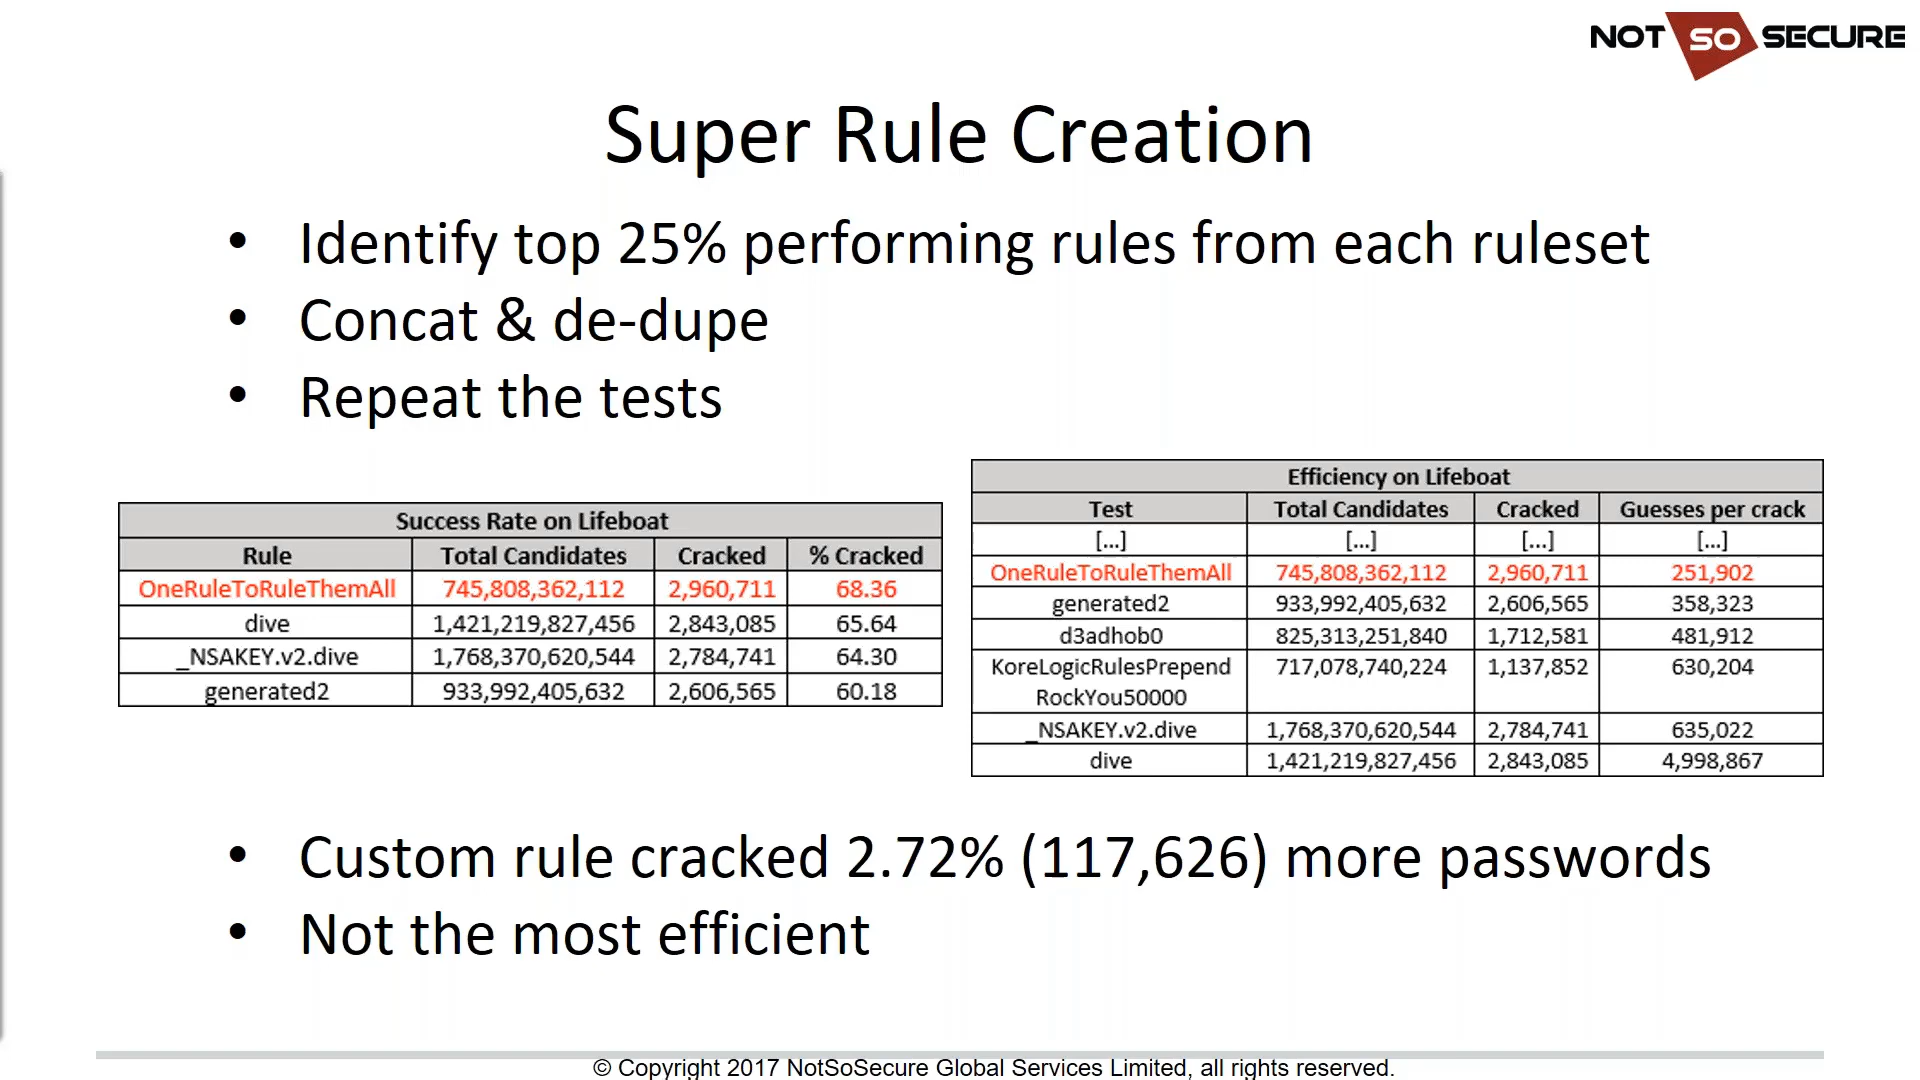 NOT SO SECURE
Super Rule Creation
• Identify top 25% performing rules from each ruleset
• Concat & de-dupe
• Repeat the tests
Success Rate on Lifeboat
Rule Total Candidates Cracked % Cracked
OneRuleToRuleThemAll 745,808,362,112 2,960,711 68.36
dive 1,421,219,827,456 2,843,085 65.64
_NSAKEY.v2.dive 1,768,370,620,544 2,784,741 64.30
generated2 933,992,405,632 2,606,565 60.18
Efficiency on Lifeboat
Test Total Candidates Cracked Guesses per crack
[...] [...] [...] [...]
OneRuleToRuleThemAll 745,808,362,112 2,960,711 251,902
generated2 933,992,405,632 2,606,565 358,323
d3adhob0 825,313,251,840 1,712,581 481,912
KoreLogicRulesPrepend 717,078,740,224 1,137,852 630,204
RockYou50000
_NSAKEY.v2.dive 1,768,370,620,544 2,784,741 635,022
dive 1,421,219,827,456 2,843,085 4,998,867
• Custom rule cracked 2.72% (117,626) more passwords
• Not the most efficient
© Copyright 2017 NotSoSecure Global Services Limited, all rights reserved.